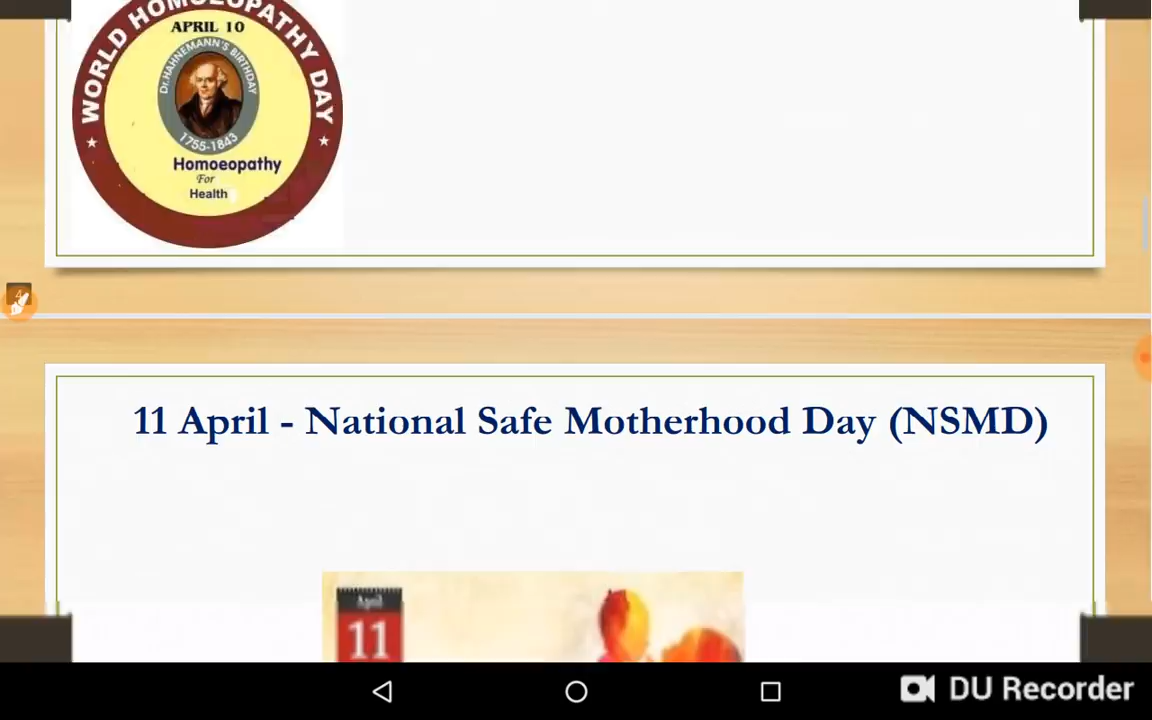 WORLD HOMOEOPATHY DAY
APRIL 10
Dr.HAHNEMANN'S BIRTHDAY
1755-1843
Homoeopathy
For
Health
4
11 April - National Safe Motherhood Day (NSMD)
April
11
DU Recorder